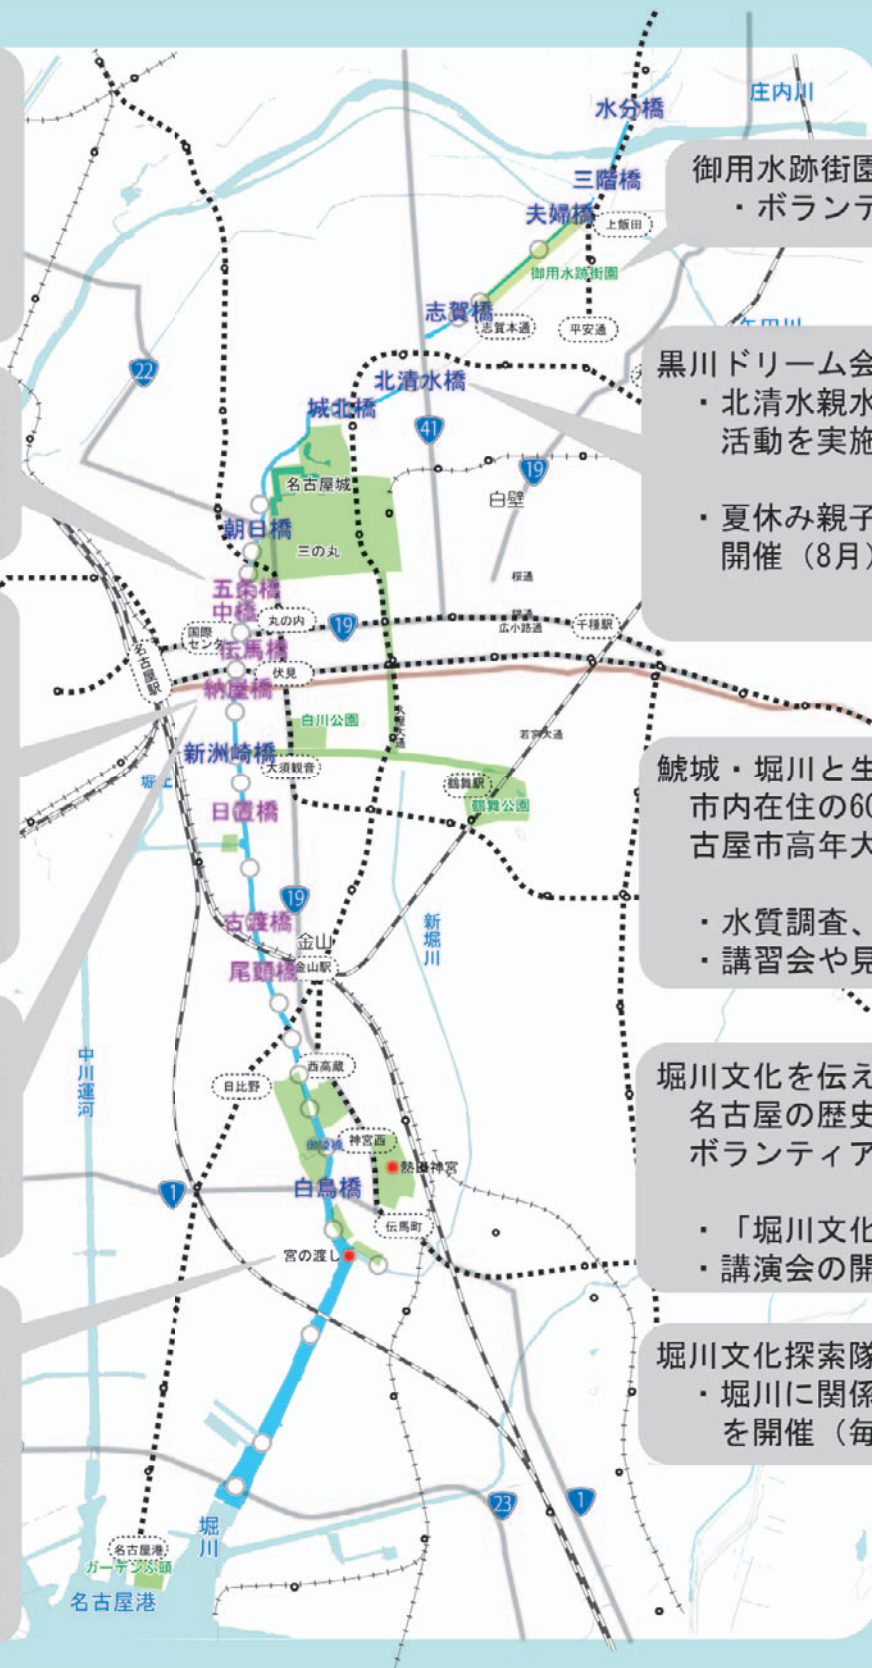 庄内川
水分橋
三階橋
夫婦橋
上飯田
御用水跡街園
志賀橋
志賀本通
平安通
北清水橋
城北橋
22
41
19
名古屋城
白壁
朝日橋
三の丸
桜通
五条橋
中橋
丸の内
19
錦通
広小路通
千種駅
国際
センタ
伝馬橋
名古屋駅
伏見
納屋橋
白川公園
若宮大通
新洲崎橋
大須観音
堀止
鶴舞駅
鶴舞公園
日置橋
19
古渡橋
金山
新堀川
尾頭橋
金山駅
中川運河
西高蔵
日比野
神宮西
熱田神宮
1
白鳥橋
伝馬町
宮の渡し
23
1
堀川
名古屋港
ガーデンふ頭
名古屋港
御用水跡街園
・ボランテ
黒川ドリーム会
・北清水親水
活動を実施
・夏休み親子
開催（8月）
鯱城・堀川と生
市内在住の60
古屋市高年大
・水質調査、
・講習会や見
堀川文化を伝え
名古屋の歴史
ボランティア
・「堀川文化
・講演会の開
堀川文化探索隊
・堀川に関係
を開催（毎